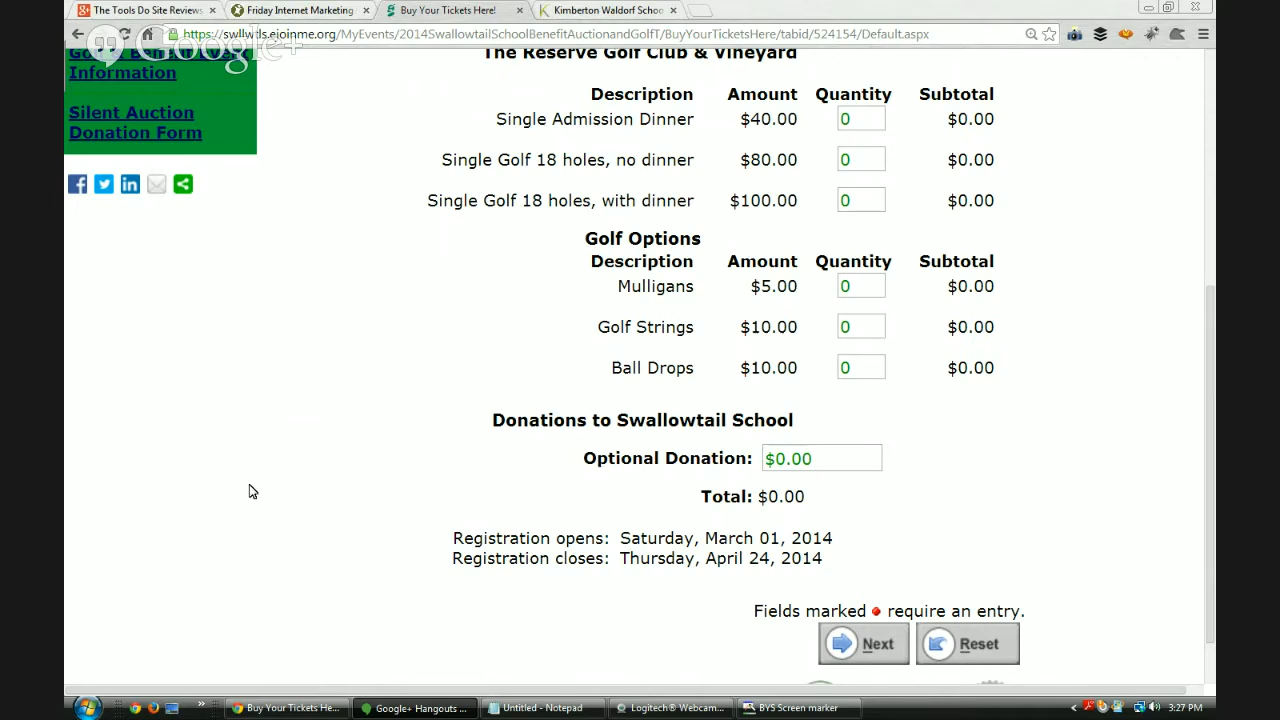 The Tools Do Site Reviews
Friday Internet Marketing
Buy Your Tickets Here!
Kimberton Waldorf Schoo
https://swllwtls.ejoinme.org/MyEvents/2014SwallowtailSchoolBenefitAuctionandGolfT/BuyYourTicketsHere/tabid/524154/Default.aspx
Google+
Information
Silent Auction
Donation Form
The Reserve Golf Club & Vineyard
Description Amount Quantity Subtotal
Single Admission Dinner $40.00 0 $0.00
Single Golf 18 holes, no dinner $80.00 0 $0.00
Single Golf 18 holes, with dinner $100.00 0 $0.00
Golf Options
Description Amount Quantity Subtotal
Mulligans $5.00 0 $0.00
Golf Strings $10.00 0 $0.00
Ball Drops $10.00 0 $0.00
Donations to Swallowtail School
Optional Donation: $0.00
Total: $0.00
Registration opens: Saturday, March 01, 2014
Registration closes: Thursday, April 24, 2014
Fields marked require an entry.
Next Reset
Buy Your Tickets He...
Google+ Hangouts ...
Untitled - Notepad
Logitech® Webcam...
BYS Screen marker
3:27 PM